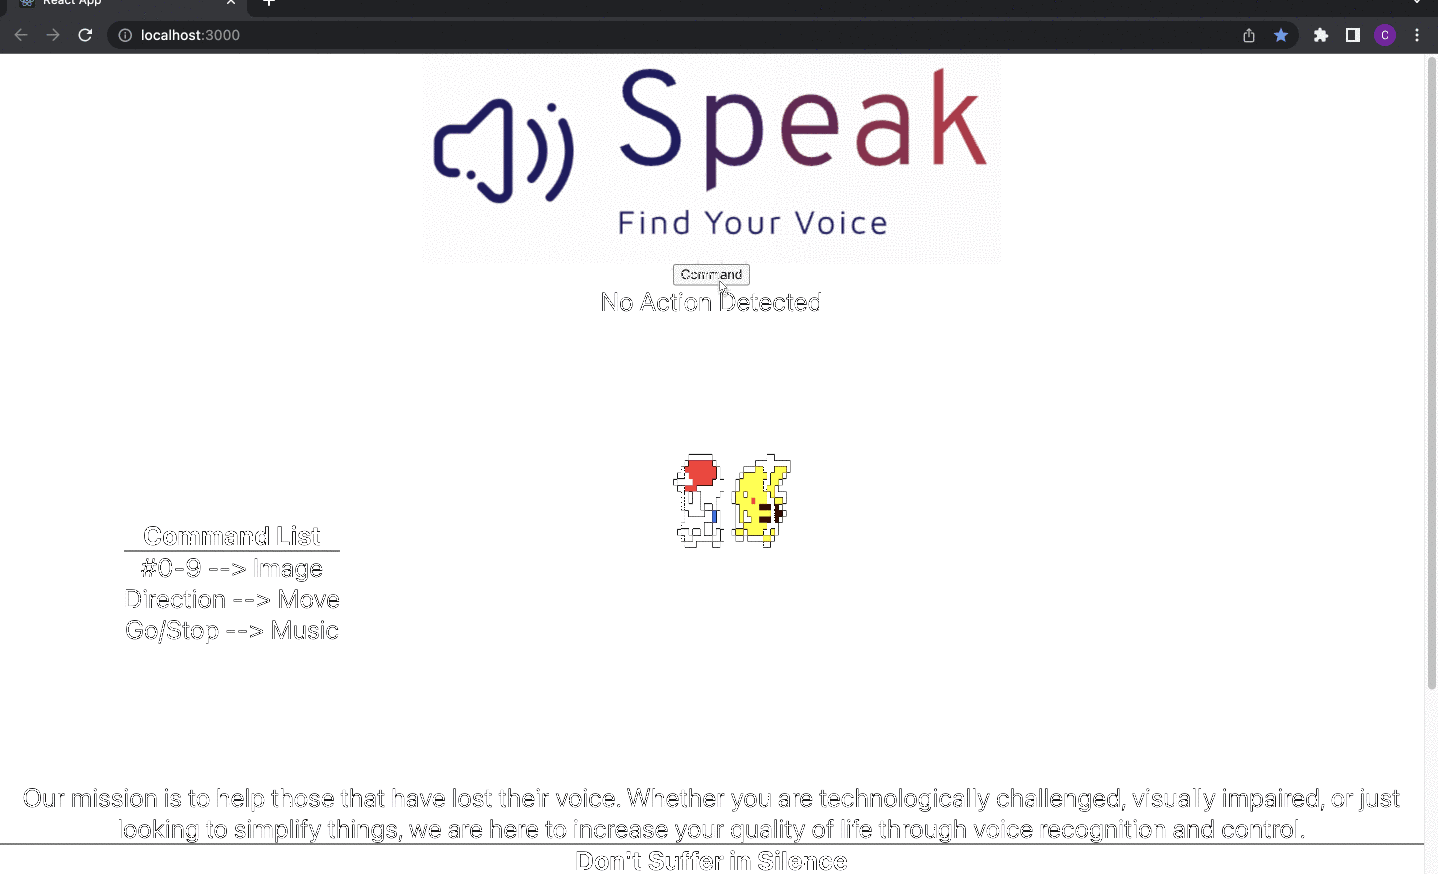 React App
localhost:3000
C
Speak
Find Your Voice
Command
No Action Detected
Command List
#0-9 --> Image
Direction --> Move
Go/Stop --> Music
Our mission is to help those that have lost their voice. Whether you are technologically challenged, visually impaired, or just
looking to simplify things, we are here to increase your quality of life through voice recognition and control.
Don't Suffer in Silence